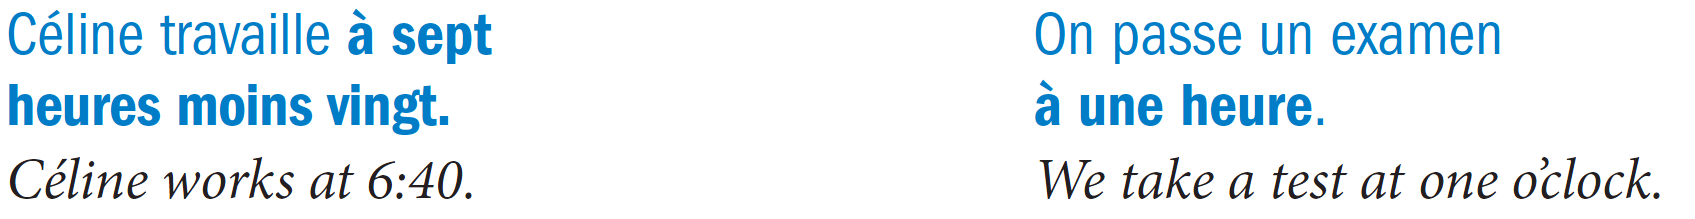 Céline travaille à sept
heures moins vingt.
Céline works at 6:40.
On passe un examen
à une heure.
We take a test at one o’clock.